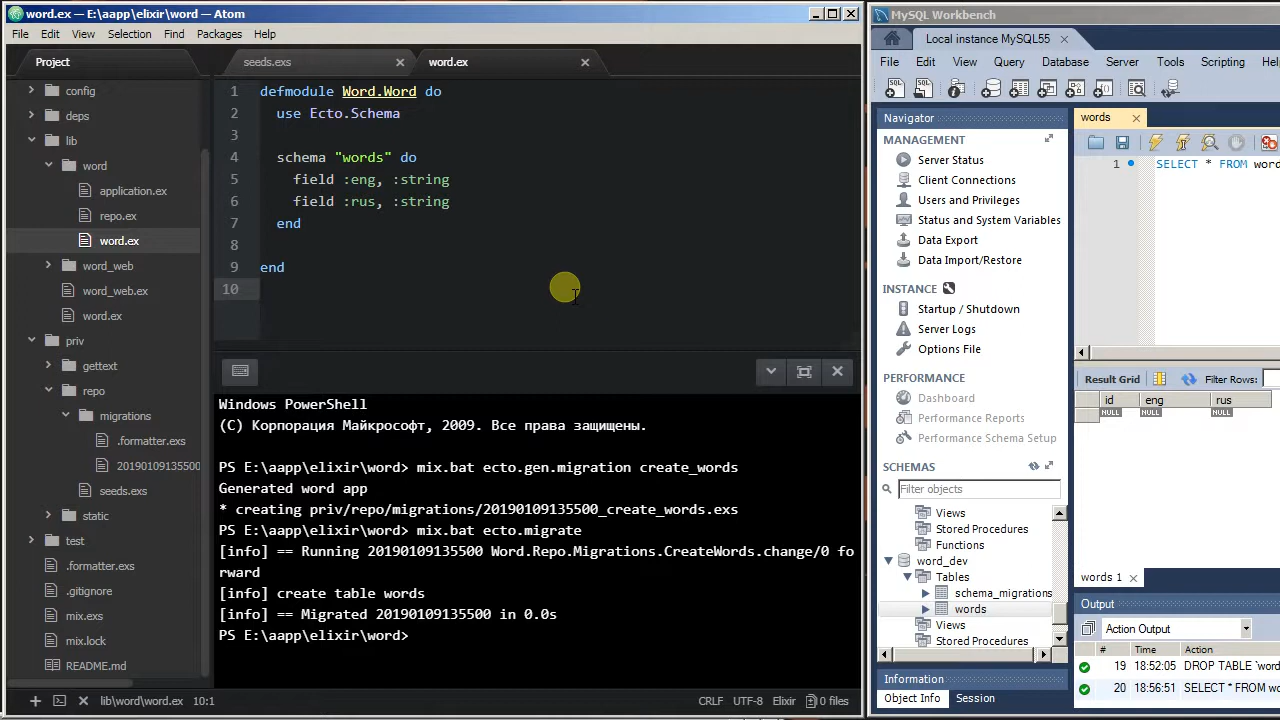 word.ex — E:\aapp\elixir\word — Atom
File Edit View Selection Find Packages Help
Project
config
deps
lib
word
application.ex
repo.ex
word.ex
word_web
word_web.ex
word.ex
priv
gettext
repo
migrations
.formatter.exs
20190109135500
seeds.exs
static
test
.formatter.exs
.gitignore
mix.exs
mix.lock
README.md
seeds.exs
word.ex
1 defmodule Word.Word do
2 use Ecto.Schema
3
4 schema "words" do
5 field :eng, :string
6 field :rus, :string
7 end
8
9 end
10
Windows PowerShell
(C) Корпорация Майкрософт, 2009. Все права защищены.
PS E:\aapp\elixir\word> mix.bat ecto.gen.migration create_words
Generated word app
* creating priv/repo/migrations/20190109135500_create_words.exs
PS E:\aapp\elixir\word> mix.bat ecto.migrate
[info] == Running 20190109135500 Word.Repo.Migrations.CreateWords.change/0 fo
rward
[info] create table words
[info] == Migrated 20190109135500 in 0.0s
PS E:\aapp\elixir\word>
lib\word\word.ex 10:1 CRLF UTF-8 Elixir 0 files
MySQL Workbench
Local instance MySQL55
File Edit View Query Database Server Tools Scripting Hel
Navigator
MANAGEMENT
Server Status
Client Connections
Users and Privileges
Status and System Variables
Data Export
Data Import/Restore
INSTANCE
Startup / Shutdown
Server Logs
Options File
PERFORMANCE
Dashboard
Performance Reports
Performance Schema Setup
SCHEMAS
Filter objects
Views
Stored Procedures
Functions
word_dev
Tables
schema_migrations
words
Views
Stored Procedures
Information
Object Info Session
words
1 SELECT * FROM word
Result Grid Filter Rows:
id eng rus
NULL NULL NULL
words 1
Output
Action Output
# Time Action
19 18:52:05 DROP TABLE `word
20 18:56:51 SELECT * FROM wo